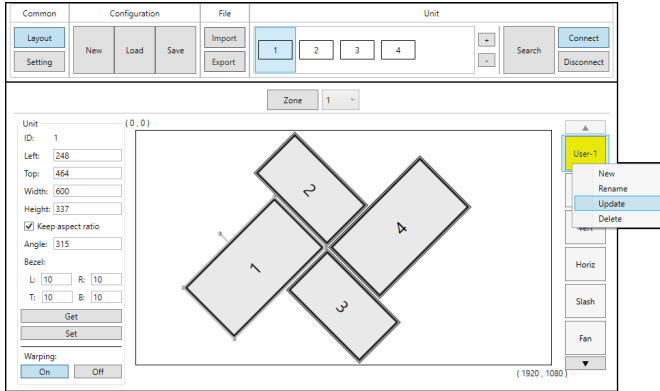 Common Configuration File Unit
Layout New Load Save Import 1 2 3 4 + Search Connect
Setting Export - Disconnect
Zone 1
Unit ( 0 , 0 )
ID: 1
Left: 248
Top: 464
Width: 600
Height: 337
Keep aspect ratio
Angle: 315
Bezel:
L: 10 R: 10
T: 10 B: 10
Get
Set
Warping:
On Off
1
2
3
4
( 1920 , 1080 )
User-1
New
Rename
Update
Delete
Horiz
Slash
Fan